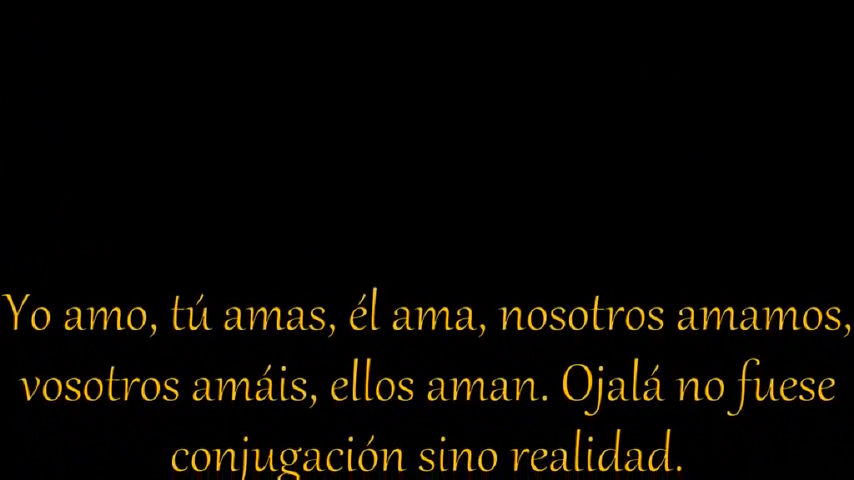 Yo amo, tú amas, él ama, nosotros amamos,
vosotros amáis, ellos aman. Ojalá no fuese
conjugación sino realidad.